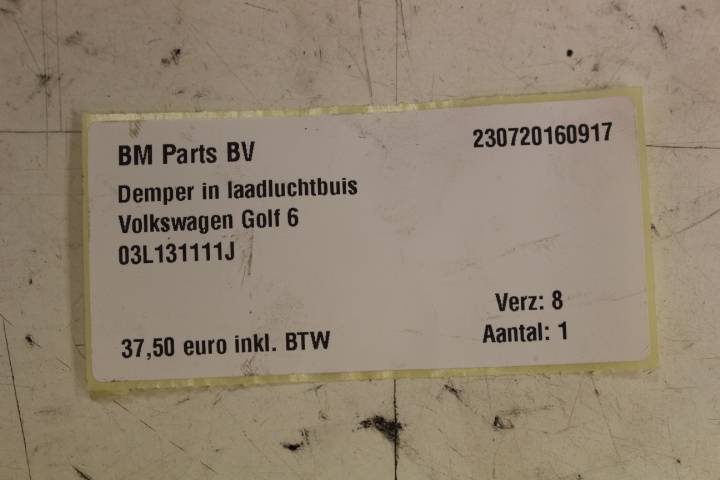 BM Parts BV
230720160917
Demper in laadluchtbuis
Volkswagen Golf 6
03L131111J
Verz: 8
37,50 euro inkl. BTW
Aantal: 1